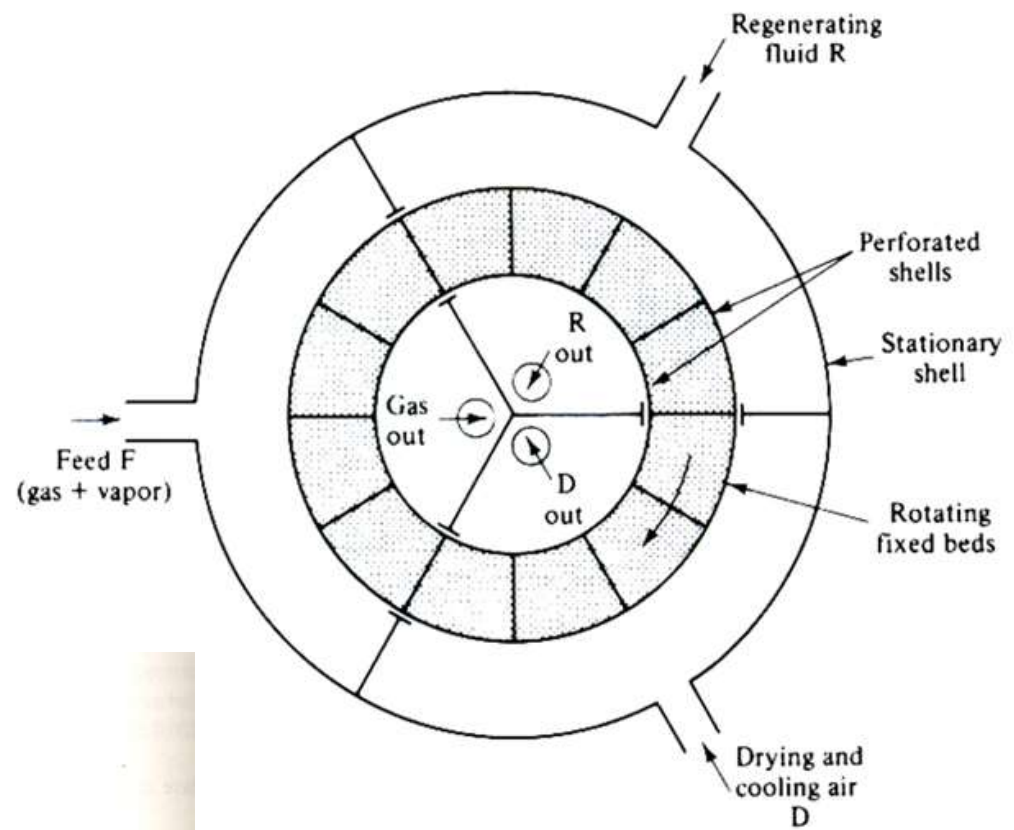 Regenerating
fluid R
Perforated
shells
R
out
Stationary
shell
Gas
out
Feed F
(gas + vapor)
D
out
Rotating
fixed beds
Drying and
cooling air
D